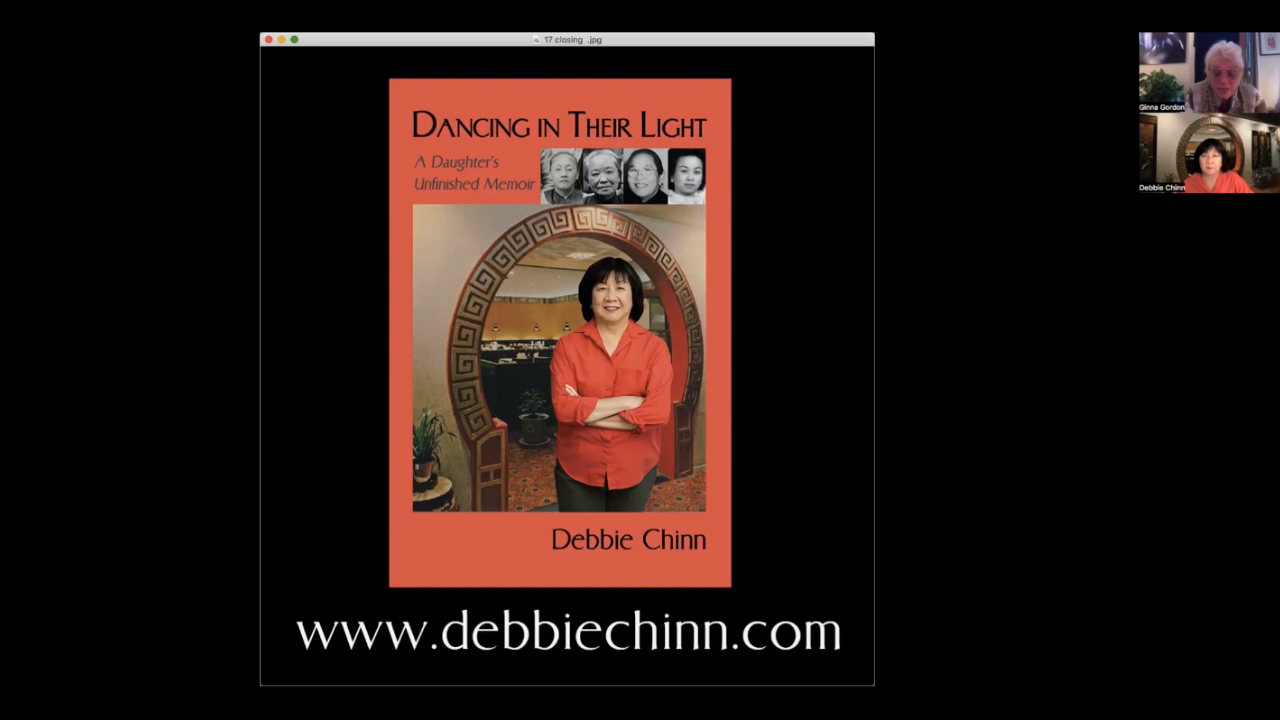 17 closing .jpg
DANCING IN THEIR LIGHT
A Daughter's
Unfinished Memoir
Debbie Chinn
www.debbiechinn.com
Ginna Gordon
Debbie Chinn